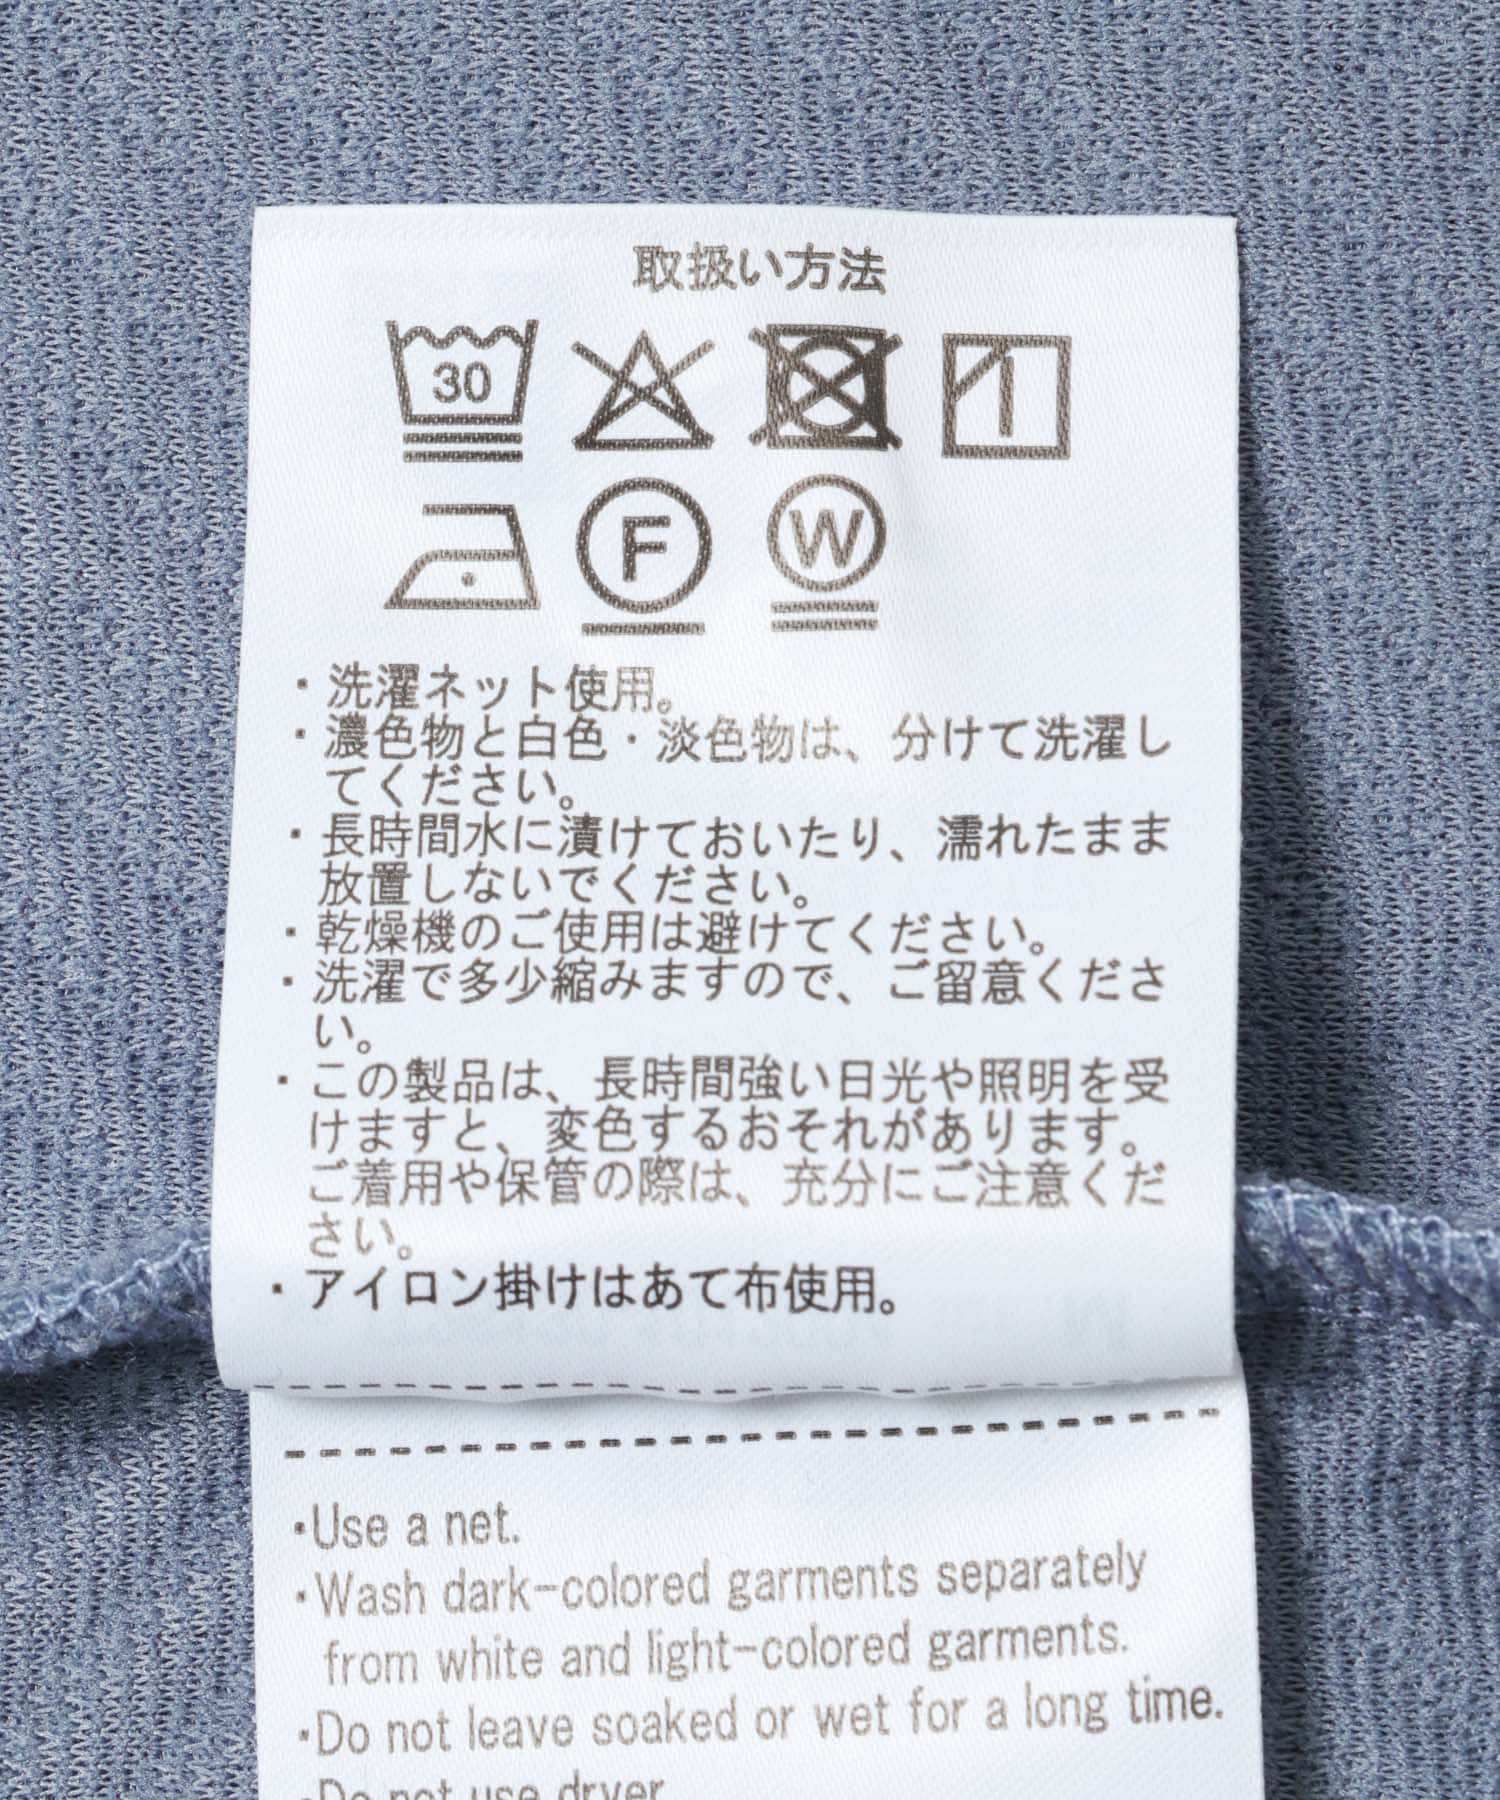 取扱い方法
30
F
W
・洗濯ネット使用。
・濃色物と白色・淡色物は、分けて洗濯し
てください。
・長時間水に漬けておいたり、濡れたまま
放置しないでください。
・乾燥機のご使用は避けてください。
・洗濯で多少縮みますので、ご留意くださ
い。
・この製品は、長時間強い日光や照明を受
けますと、変色するおそれがあります。
ご着用や保管の際は、充分にご注意くだ
さい。
・アイロン掛けはあて布使用。
・Use a net.
・Wash dark-colored garments separately
from white and light-colored garments.
・Do not leave soaked or wet for a long time.
・Do not use dryer.